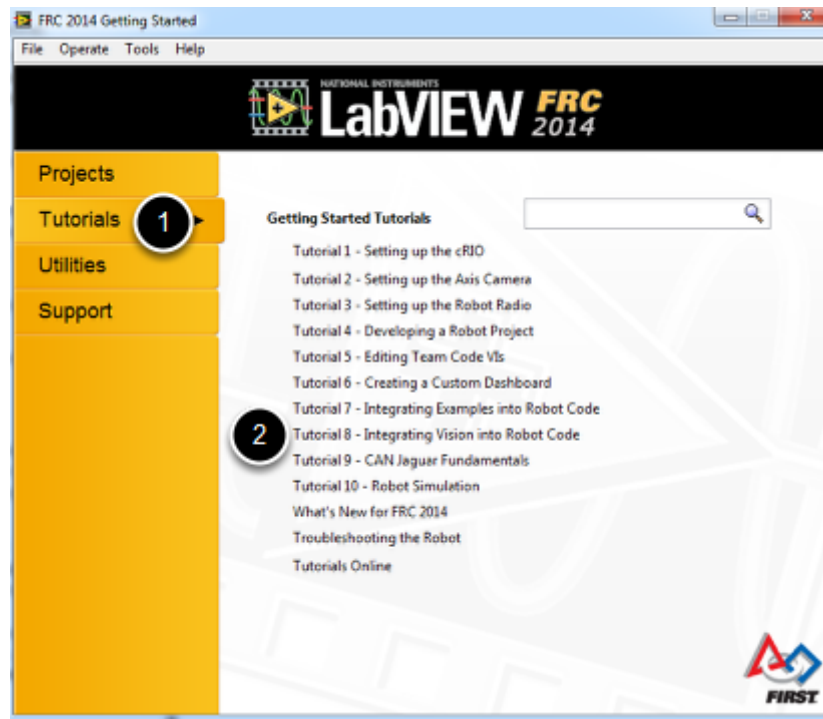 FRC 2014 Getting Started
File Operate Tools Help
NATIONAL INSTRUMENTS
LabVIEW FRC 2014
Projects
Tutorials 1
Utilities
Support
Getting Started Tutorials
Tutorial 1 - Setting up the cRIO
Tutorial 2 - Setting up the Axis Camera
Tutorial 3 - Setting up the Robot Radio
Tutorial 4 - Developing a Robot Project
Tutorial 5 - Editing Team Code VIs
Tutorial 6 - Creating a Custom Dashboard
Tutorial 7 - Integrating Examples into Robot Code
2 Tutorial 8 - Integrating Vision into Robot Code
Tutorial 9 - CAN Jaguar Fundamentals
Tutorial 10 - Robot Simulation
What's New for FRC 2014
Troubleshooting the Robot
Tutorials Online
FIRST